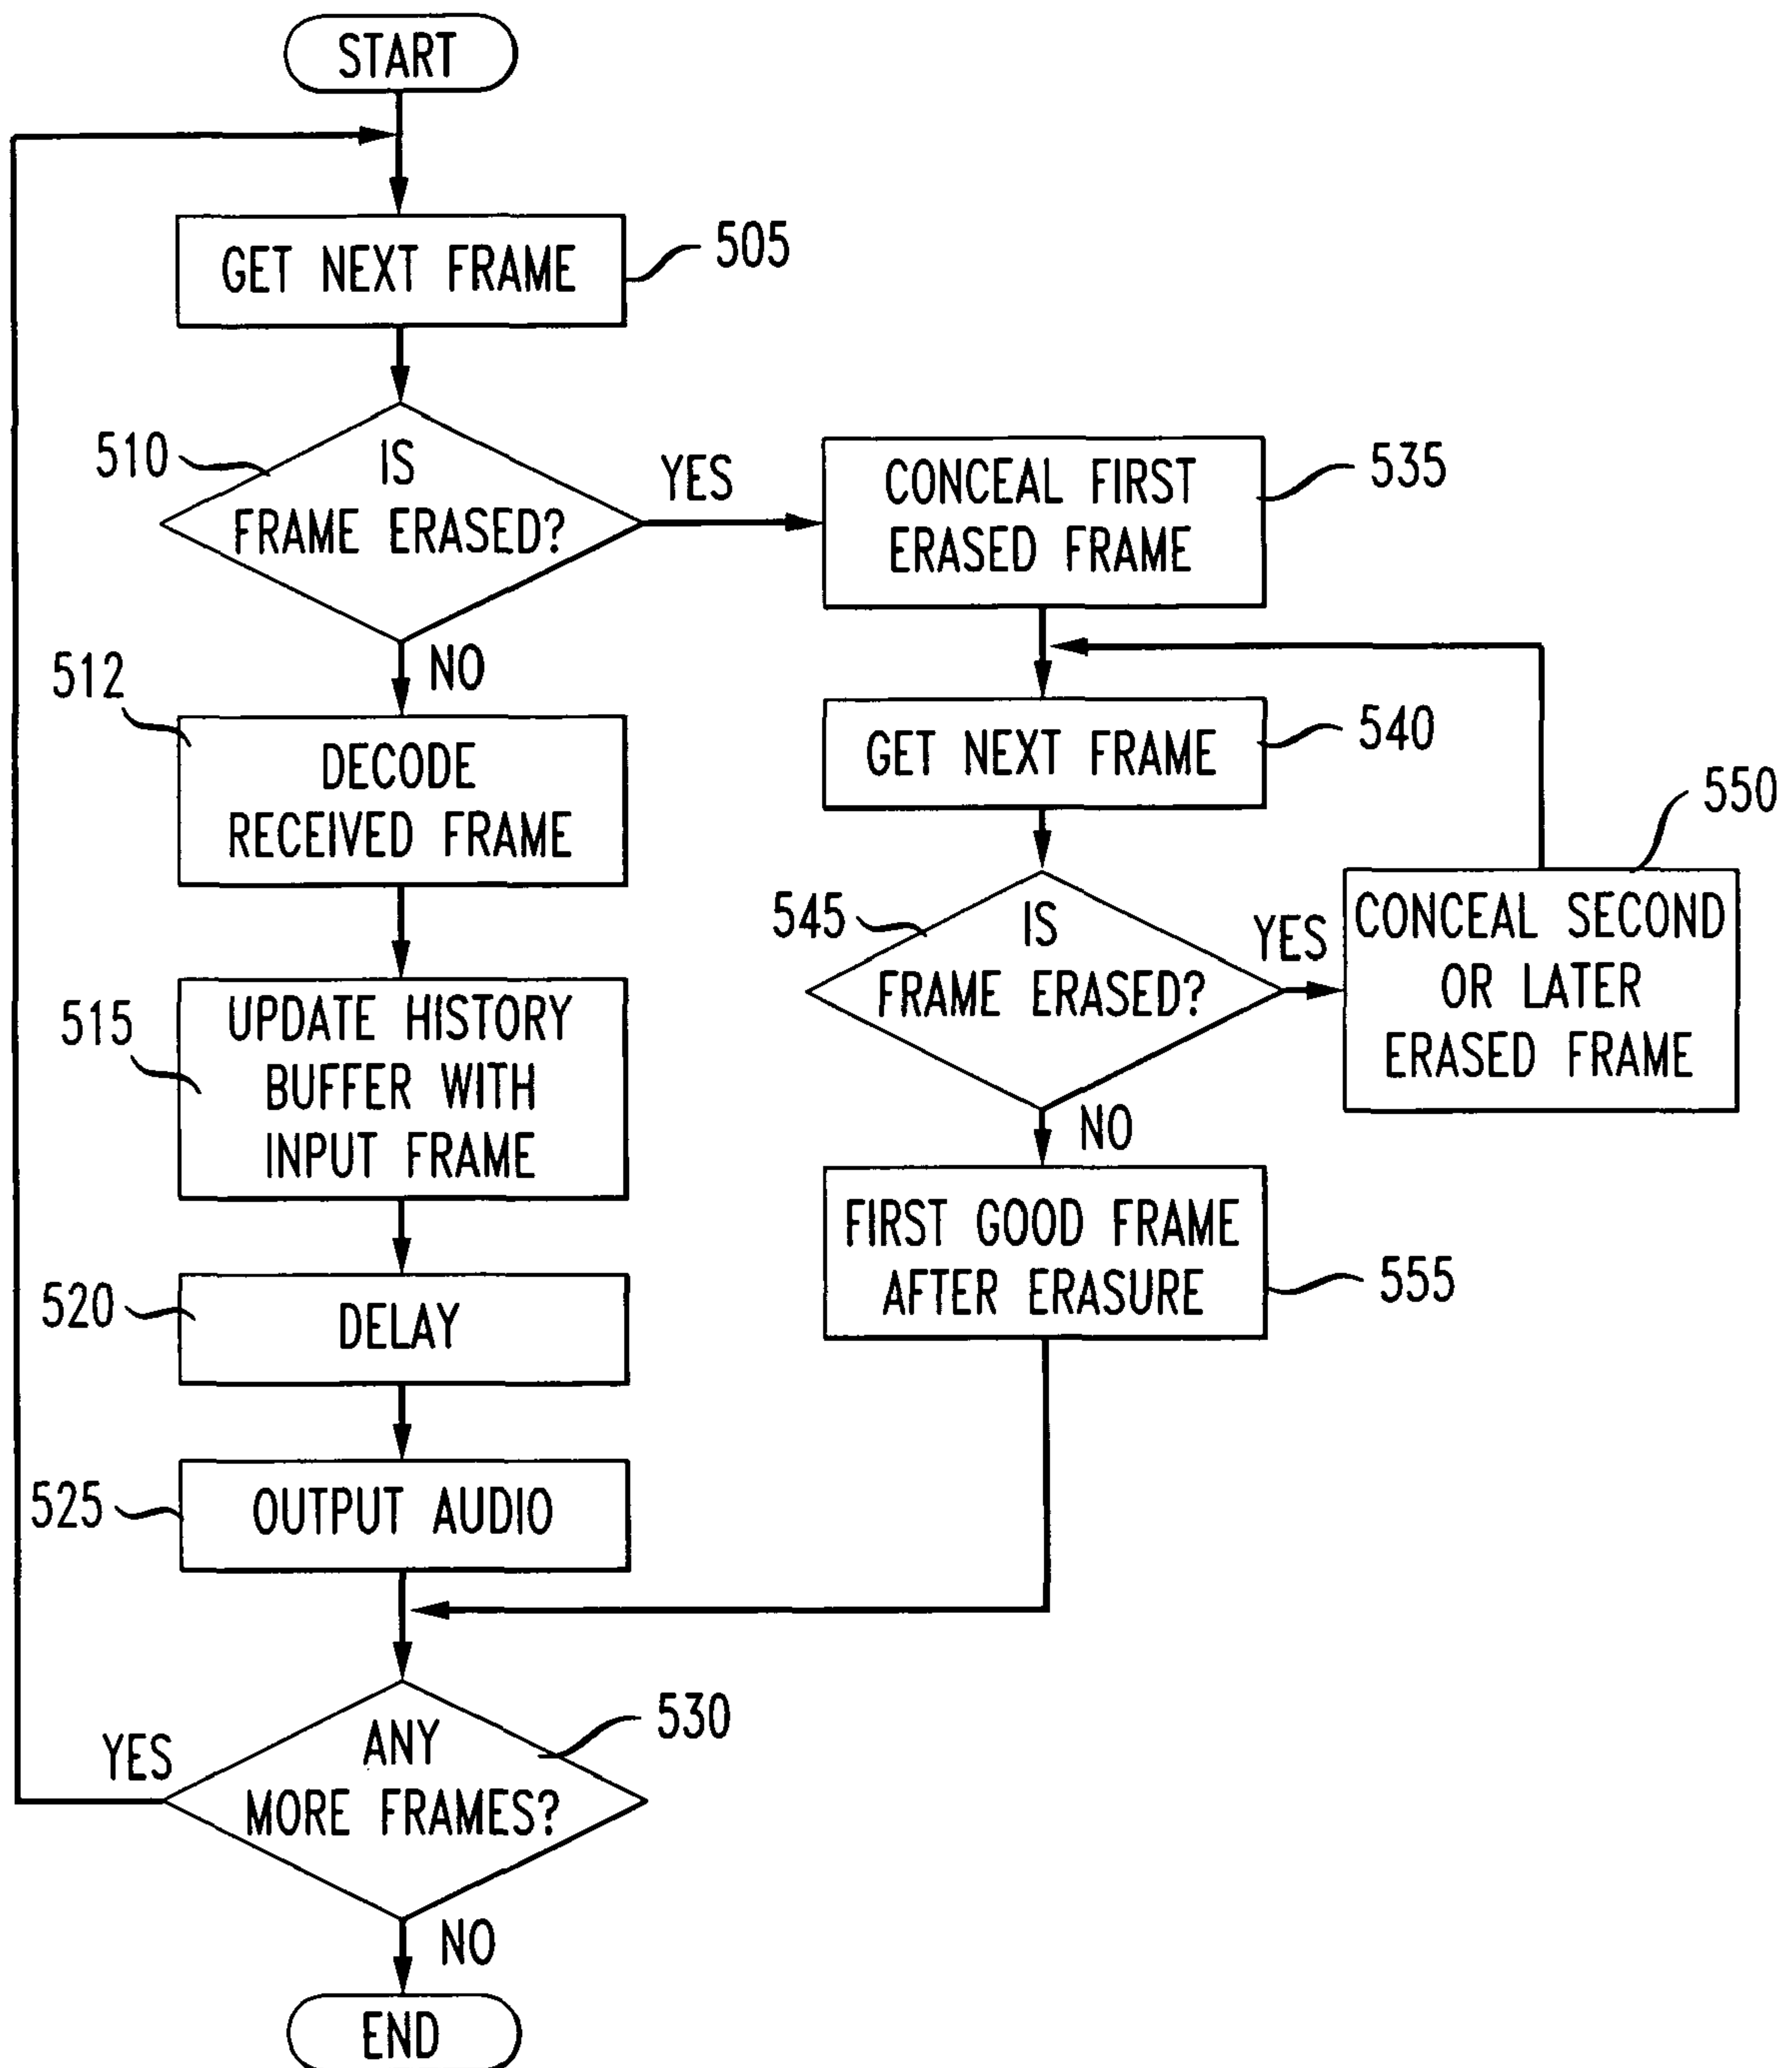 START
GET NEXT FRAME
505
510
IS
FRAME ERASED?
YES
NO
CONCEAL FIRST
ERASED FRAME
535
512
DECODE
RECEIVED FRAME
GET NEXT FRAME
540
515
UPDATE HISTORY
BUFFER WITH
INPUT FRAME
545
IS
FRAME ERASED?
YES
NO
550
CONCEAL SECOND
OR LATER
ERASED FRAME
520
DELAY
FIRST GOOD FRAME
AFTER ERASURE
555
525
OUTPUT AUDIO
530
ANY
MORE FRAMES?
YES
NO
END